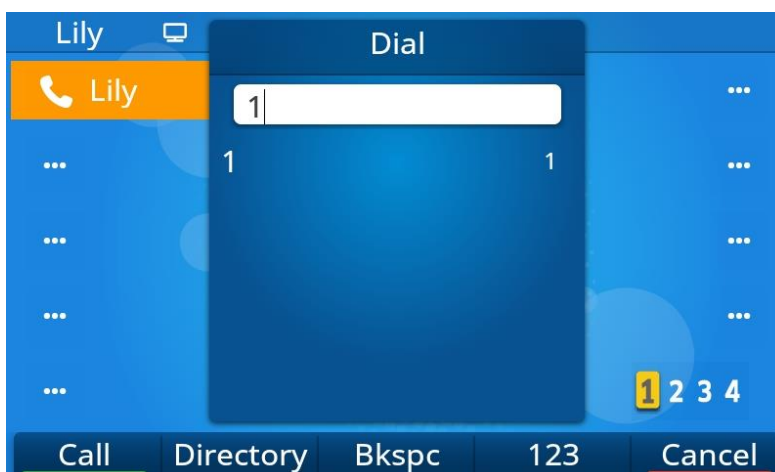 Lily
Dial
Lily
...
1
... 1 1 ...
... ...
... ...
... 1 2 3 4
Call Directory Bkspc 123 Cancel